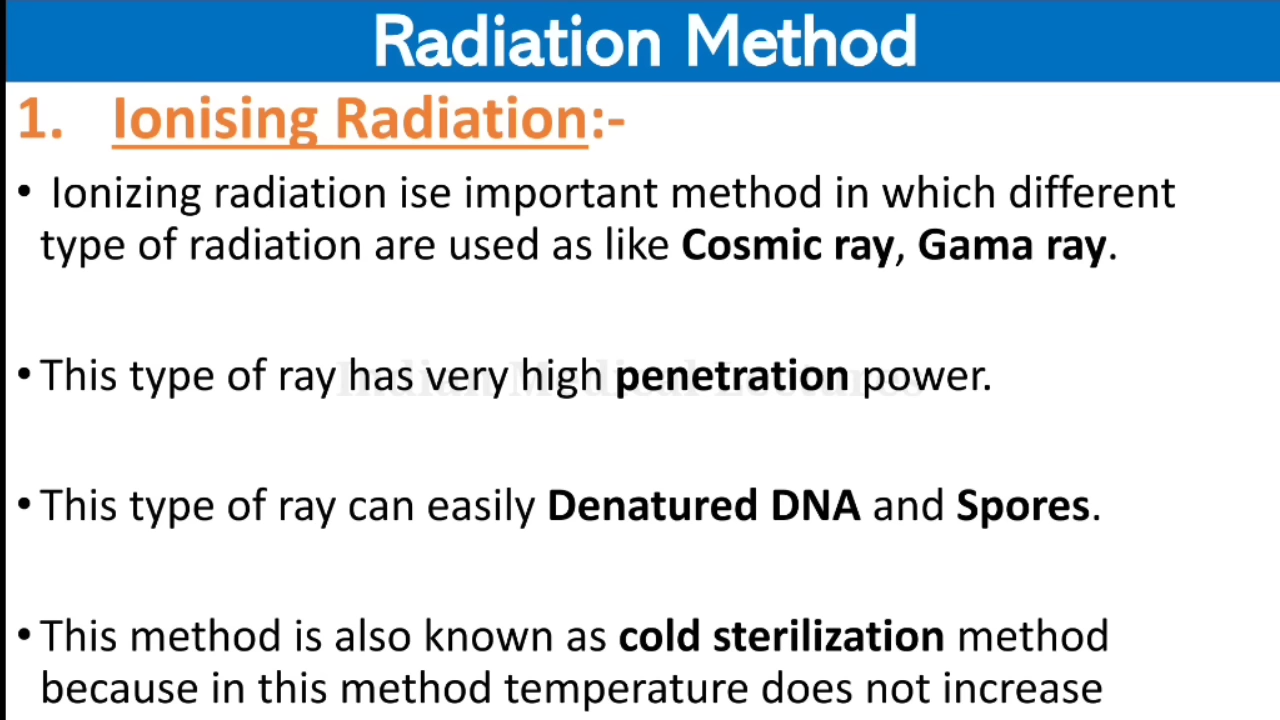 Radiation Method
1. Ionising Radiation:-
• Ionizing radiation ise important method in which different
type of radiation are used as like Cosmic ray, Gama ray.
• This type of ray has very high penetration power.
Indian Medical Lectures
• This type of ray can easily Denatured DNA and Spores.
• This method is also known as cold sterilization method
because in this method temperature does not increase